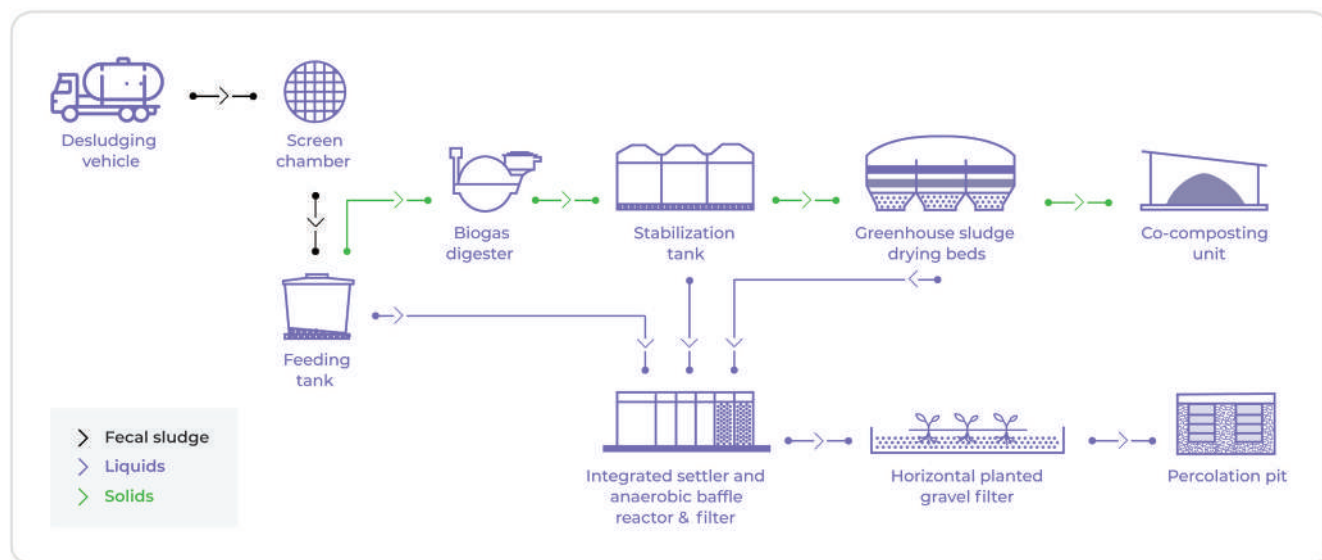 Desludging
vehicle
Screen
chamber
Biogas
digester
Stabilization
tank
Greenhouse sludge
drying beds
Co-composting
unit
Feeding
tank
Fecal sludge
Liquids
Solids
Integrated settler and
anaerobic baffle
reactor & filter
Horizontal planted
gravel filter
Percolation pit